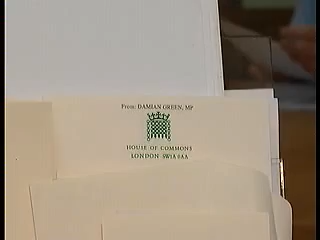 From: DAMIAN GREEN, MP
HOUSE OF COMMONS
LONDON SW1A 0AA